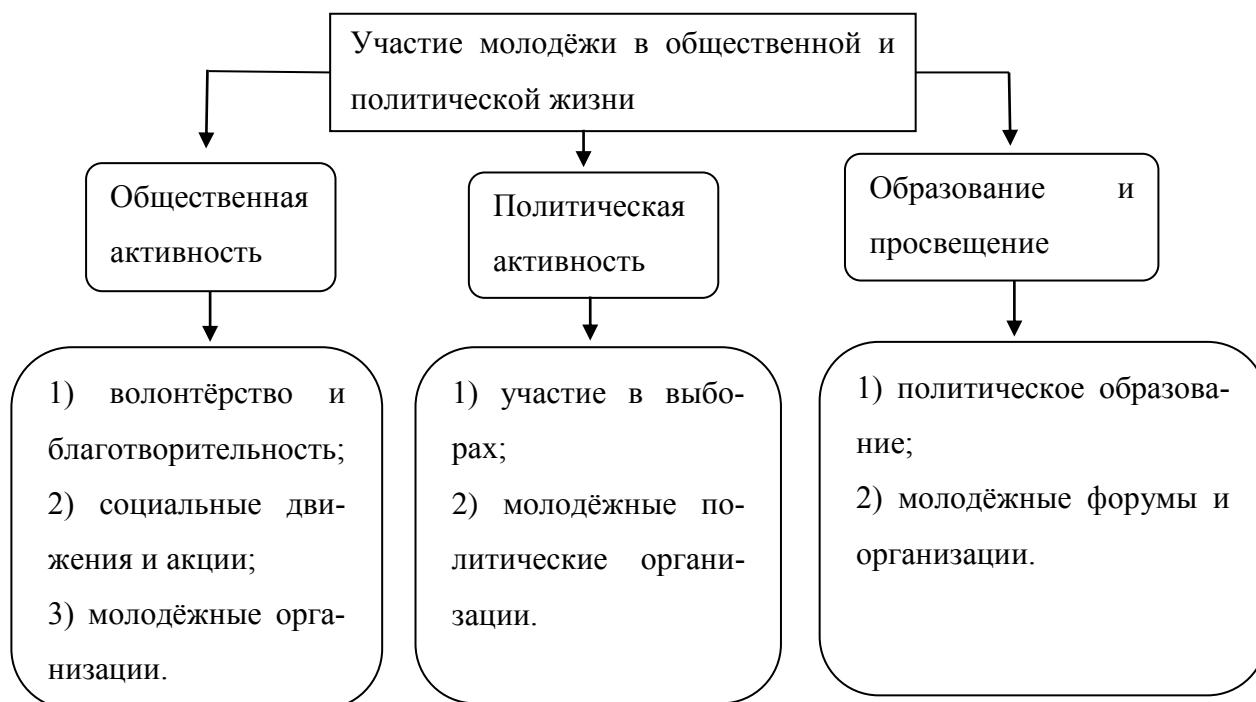 Участие молодёжи в общественной и
политической жизни
Общественная
активность
Политическая
активность
Образование и
просвещение
1) волонтёрство и
благотворительность;
2) социальные дви-
жения и акции;
3) молодёжные орга-
низации.
1) участие в выбо-
рах;
2) молодёжные по-
литические органи-
зации.
1) политическое образова-
ние;
2) молодёжные форумы и
организации.